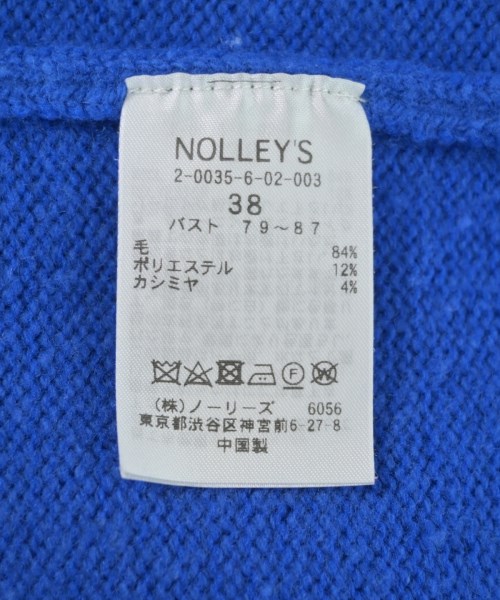 NOLLEY'S
2-0035-6-02-003
38
バスト 79～87
毛 84%
ポリエステル 12%
カシミヤ 4%
(株)ノーリーズ 6056
東京都渋谷区神宮前6-27-8
中国製